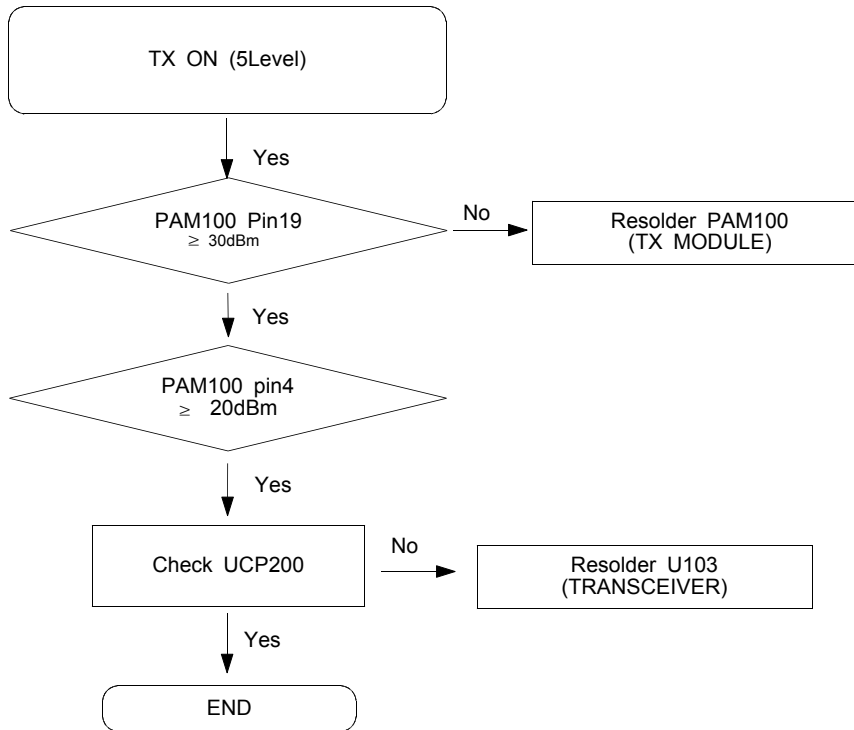 TX ON (5Level)
Yes
PAM100 Pin19
≥ 30dBm
No
Resolder PAM100
(TX MODULE)
Yes
PAM100 pin4
≥ 20dBm
Yes
Check UCP200
No
Resolder U103
(TRANSCEIVER)
Yes
END